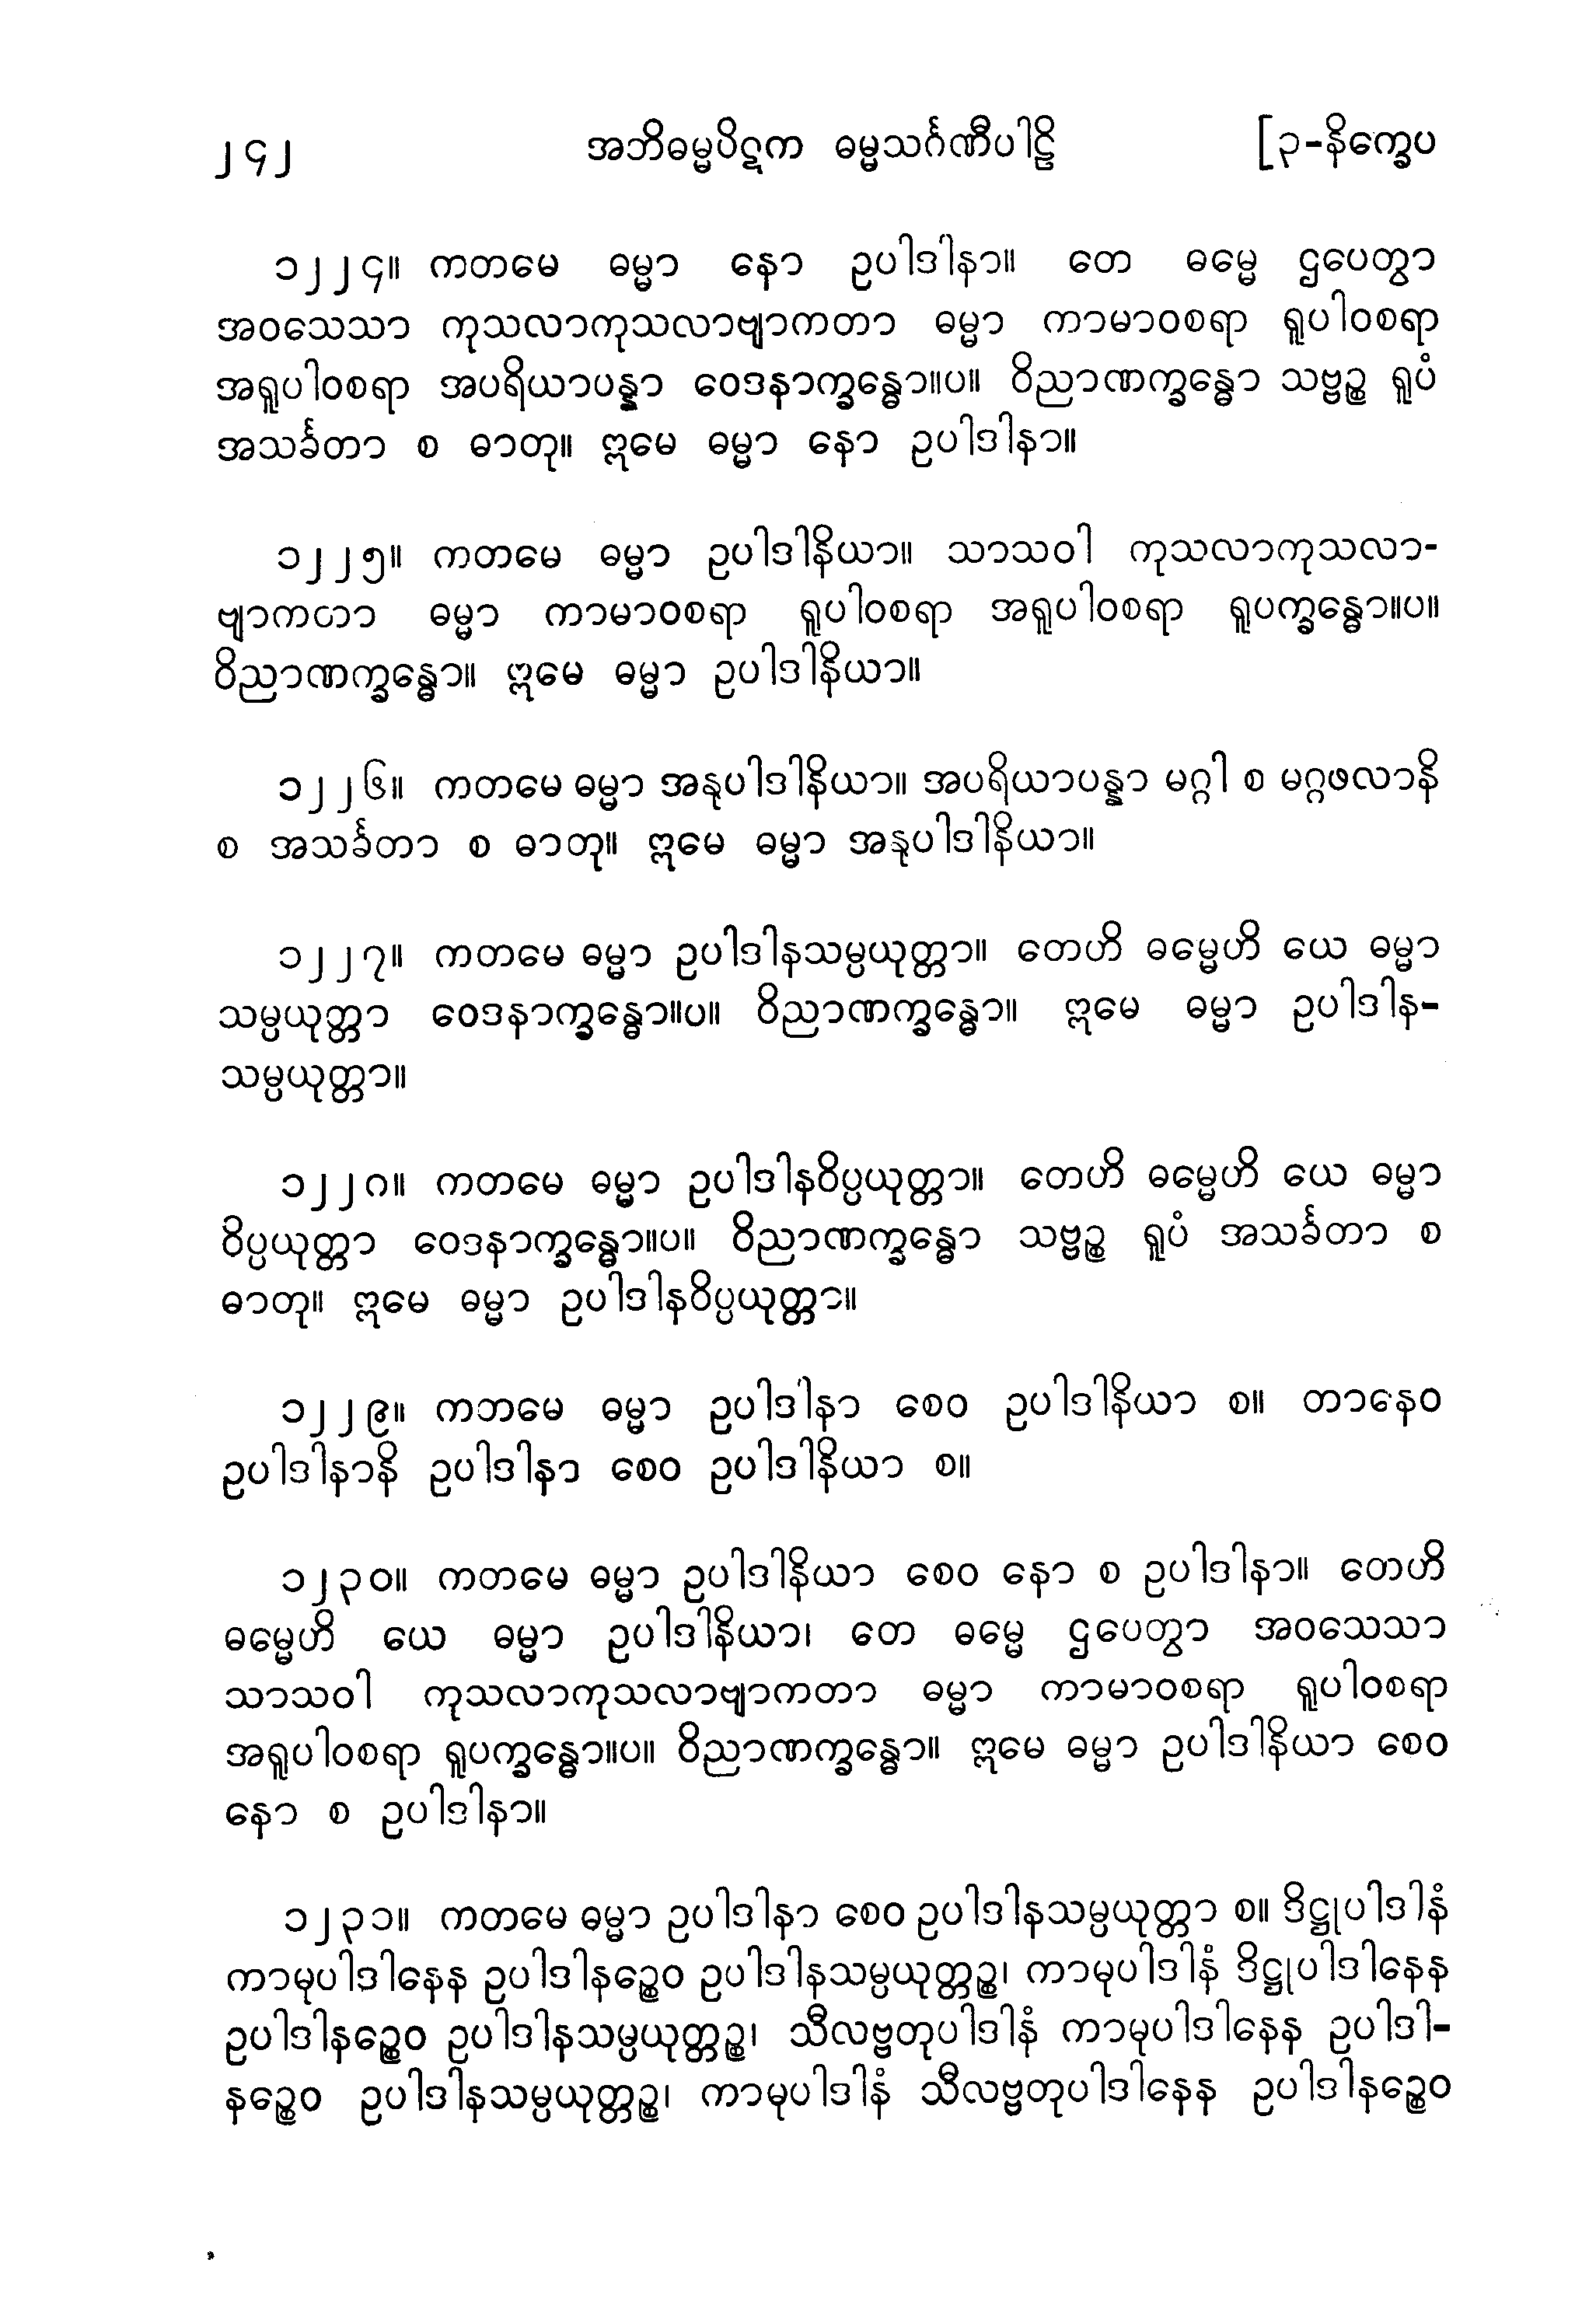 ၂၄၂ အဘိဓမ္မပိဋက ဓမ္မသင်္ဂဏီပါဠိ [၃-နိက္ခေပ
၁၂၂၄။ ကတမေ ဓမ္မာ နော ဥပါဒါနာ။ တေ ဓမ္မေ ဌပေတွာ
အဝသေသာ ကုသလာကုသလာဗျာကတာ ဓမ္မာ ကာမာဝစရာ ရူပါဝစရာ
အရူပါဝစရာ အပရိယာပန္နာ ဝေဒနာက္ခန္ဓော။ပ။ ဝိညာဏက္ခန္ဓော သဗ္ဗဉ္စ ရူပံ
အသင်္ခတာ စ ဓာတု။ ဣမေ ဓမ္မာ နော ဥပါဒါနာ။
၁၂၂၅။ ကတမေ ဓမ္မာ ဥပါဒါနိယာ။ သာသဝါ ကုသလာကုသလာ-
ဗျာကတာ ဓမ္မာ ကာမာဝစရာ ရူပါဝစရာ အရူပါဝစရာ ရူပက္ခန္ဓော။ပ။
ဝိညာဏက္ခန္ဓော။ ဣမေ ဓမ္မာ ဥပါဒါနိယာ။
၁၂၂၆။ ကတမေ ဓမ္မာ အနုပါဒါနိယာ။ အပရိယာပန္နာ မဂ္ဂါ စ မဂ္ဂဖလာနိ
စ အသင်္ခတာ စ ဓာတု။ ဣမေ ဓမ္မာ အနုပါဒါနိယာ။
၁၂၂၇။ ကတမေ ဓမ္မာ ဥပါဒါနသမ္ပယုတ္တာ။ တေဟိ ဓမ္မေဟိ ယေ ဓမ္မာ
သမ္ပယုတ္တာ ဝေဒနာက္ခန္ဓော။ပ။ ဝိညာဏက္ခန္ဓော။ ဣမေ ဓမ္မာ ဥပါဒါန-
သမ္ပယုတ္တာ။
၁၂၂၈။ ကတမေ ဓမ္မာ ဥပါဒါနဝိပ္ပယုတ္တာ။ တေဟိ ဓမ္မေဟိ ယေ ဓမ္မာ
ဝိပ္ပယုတ္တာ ဝေဒနာက္ခန္ဓော။ပ။ ဝိညာဏက္ခန္ဓော သဗ္ဗဉ္စ ရူပံ အသင်္ခတာ စ
ဓာတု။ ဣမေ ဓမ္မာ ဥပါဒါနဝိပ္ပယုတ္တာ။
၁၂၂၉။ ကတမေ ဓမ္မာ ဥပါဒါနာ စေဝ ဥပါဒါနိယာ စ။ တာနေဝ
ဥပါဒါနာနိ ဥပါဒါနာ စေဝ ဥပါဒါနိယာ စ။
၁၂၃၀။ ကတမေ ဓမ္မာ ဥပါဒါနိယာ စေဝ နော စ ဥပါဒါနာ။ တေဟိ
ဓမ္မေဟိ ယေ ဓမ္မာ ဥပါဒါနိယာ၊ တေ ဓမ္မေ ဌပေတွာ အဝသေသာ
သာသဝါ ကုသလာကုသလာဗျာကတာ ဓမ္မာ ကာမာဝစရာ ရူပါဝစရာ
အရူပါဝစရာ ရူပက္ခန္ဓော။ပ။ ဝိညာဏက္ခန္ဓော။ ဣမေ ဓမ္မာ ဥပါဒါနိယာ စေဝ
နော စ ဥပါဒါနာ။
၁၂၃၁။ ကတမေ ဓမ္မာ ဥပါဒါနာ စေဝ ဥပါဒါနသမ္ပယုတ္တာ စ။ ဒိဋ္ဌုပါဒါနံ
ကာမုပါဒါနေန ဥပါဒါနဉ္စေဝ ဥပါဒါနသမ္ပယုတ္တဉ္စ၊ ကာမုပါဒါနံ ဒိဋ္ဌုပါဒါနေန
ဥပါဒါနဉ္စေဝ ဥပါဒါနသမ္ပယုတ္တဉ္စ၊ သီလဗ္ဗတုပါဒါနံ ကာမုပါဒါနေန ဥပါဒါ-
နဉ္စေဝ ဥပါဒါနသမ္ပယုတ္တဉ္စ၊ ကာမုပါဒါနံ သီလဗ္ဗတုပါဒါနေန ဥပါဒါနဉ္စေဝ